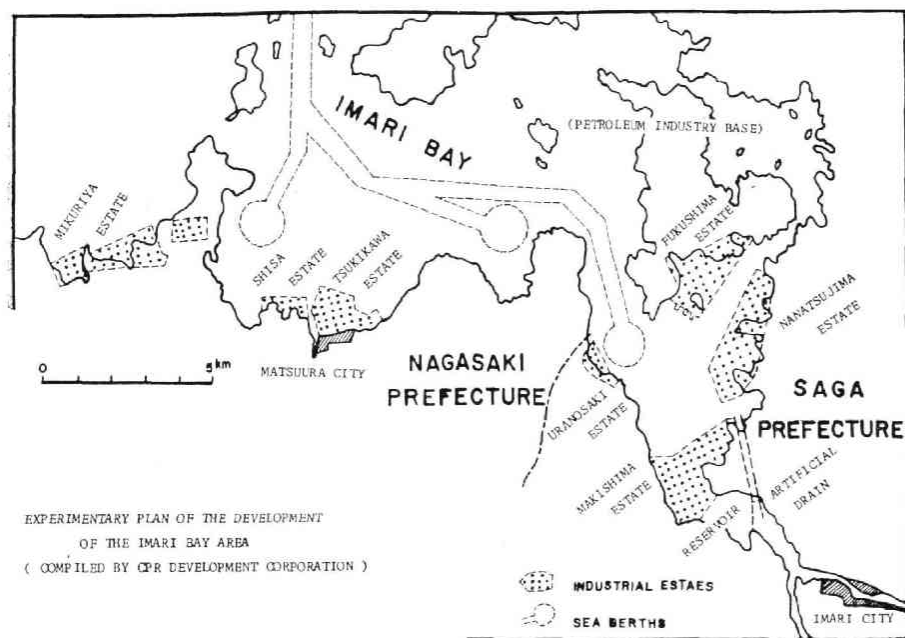 IMARI BAY
(PETROLEUM INDUSTRY BASE)
MIKURIYA
ESTATE
SHISA
ESTATE
TSUKIKAWA
ESTATE
FUKUSHIMA
ESTATE
NANATSUJIMA
ESTATE
0 5 km
MATSUURA CITY
NAGASAKI
PREFECTURE
SAGA
PREFECTURE
URANOSAKI
ESTATE
MAKISHIMA
ESTATE
RESERVOIR
ARTIFICIAL
DRAIN
EXPERIMENTARY PLAN OF THE DEVELOPMENT
OF THE IMARI BAY AREA
( COMPILED BY CPR DEVELOPMENT CORPORATION )
INDUSTRIAL ESTAES
SEA BERTHS
IMARI CITY